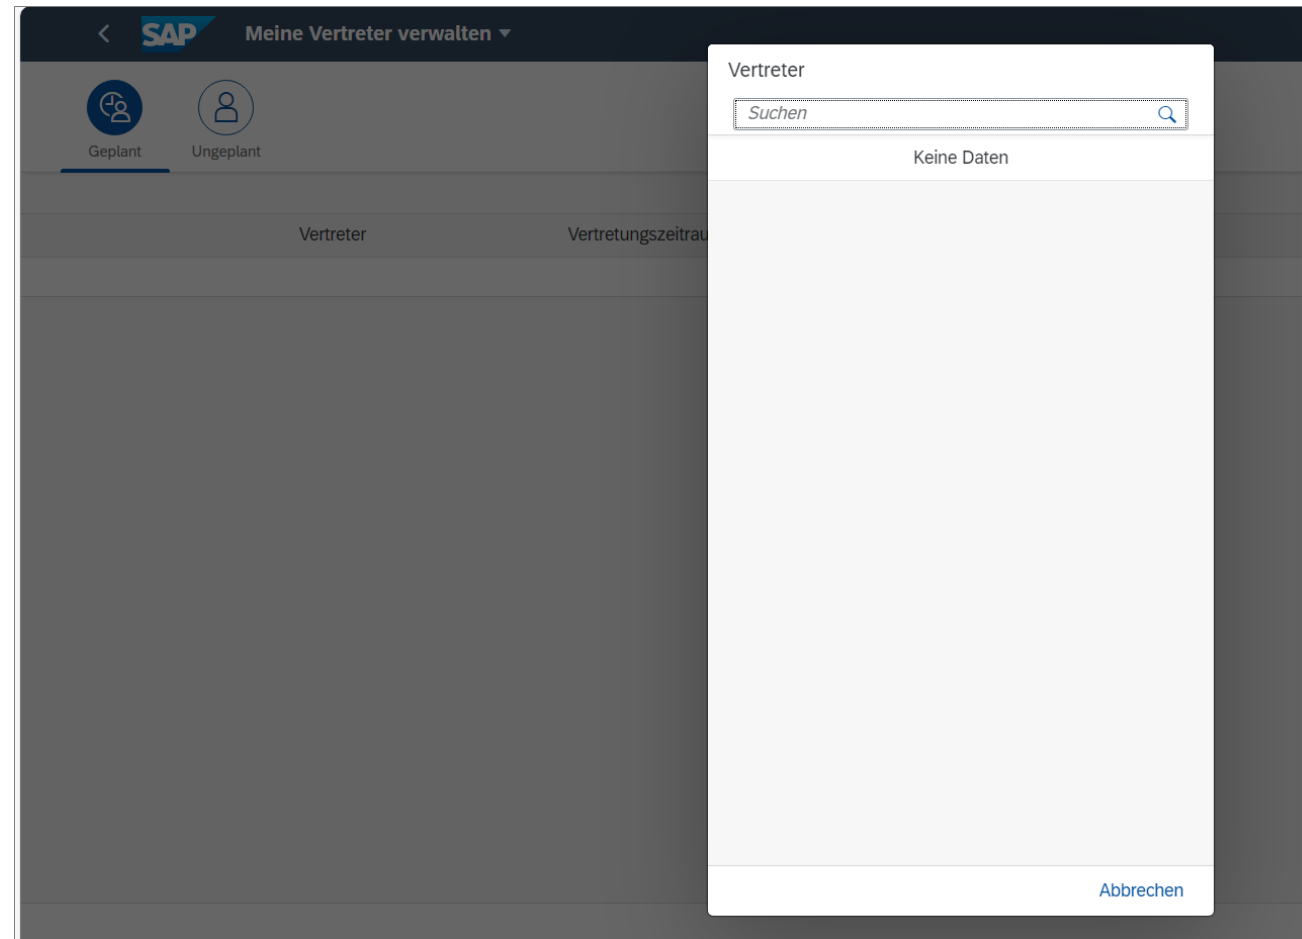 SAP Meine Vertreter verwalten
Geplant Ungeplant
Vertreter Vertretungszeitrau
Vertreter
Suchen
Keine Daten
Abbrechen